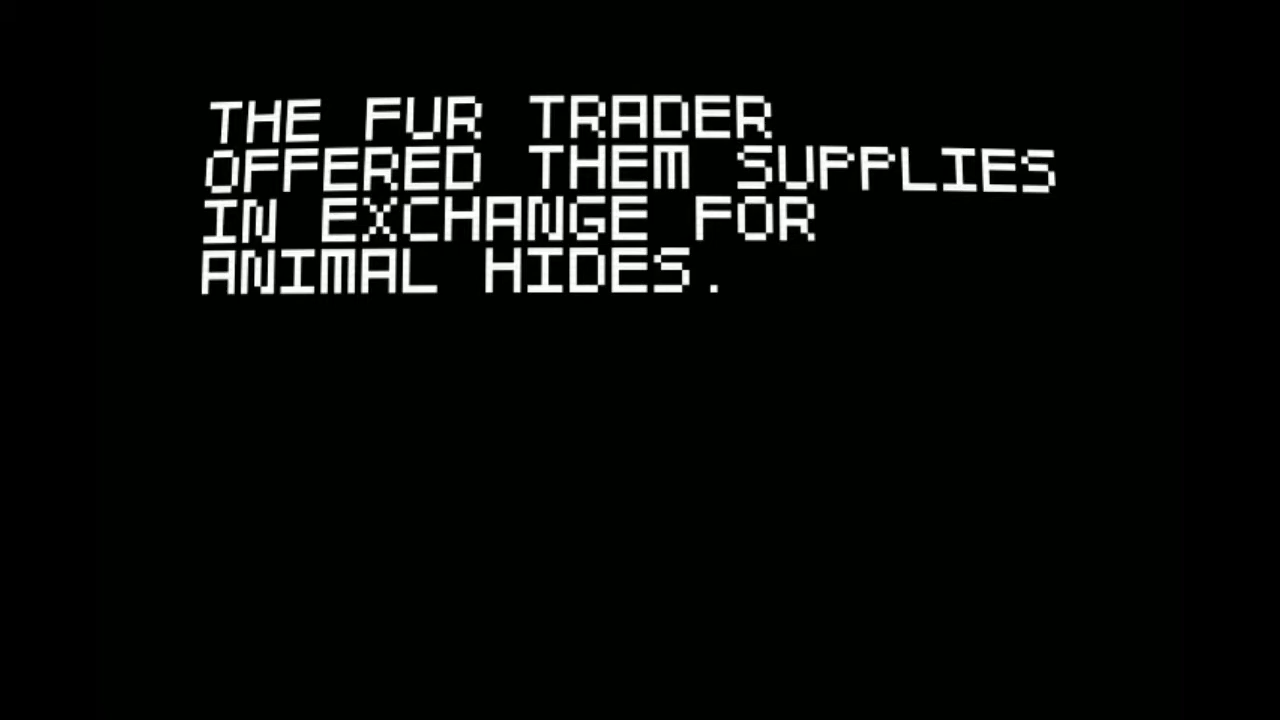 THE FUR TRADER
OFFERED THEM SUPPLIES
IN EXCHANGE FOR
ANIMAL HIDES.